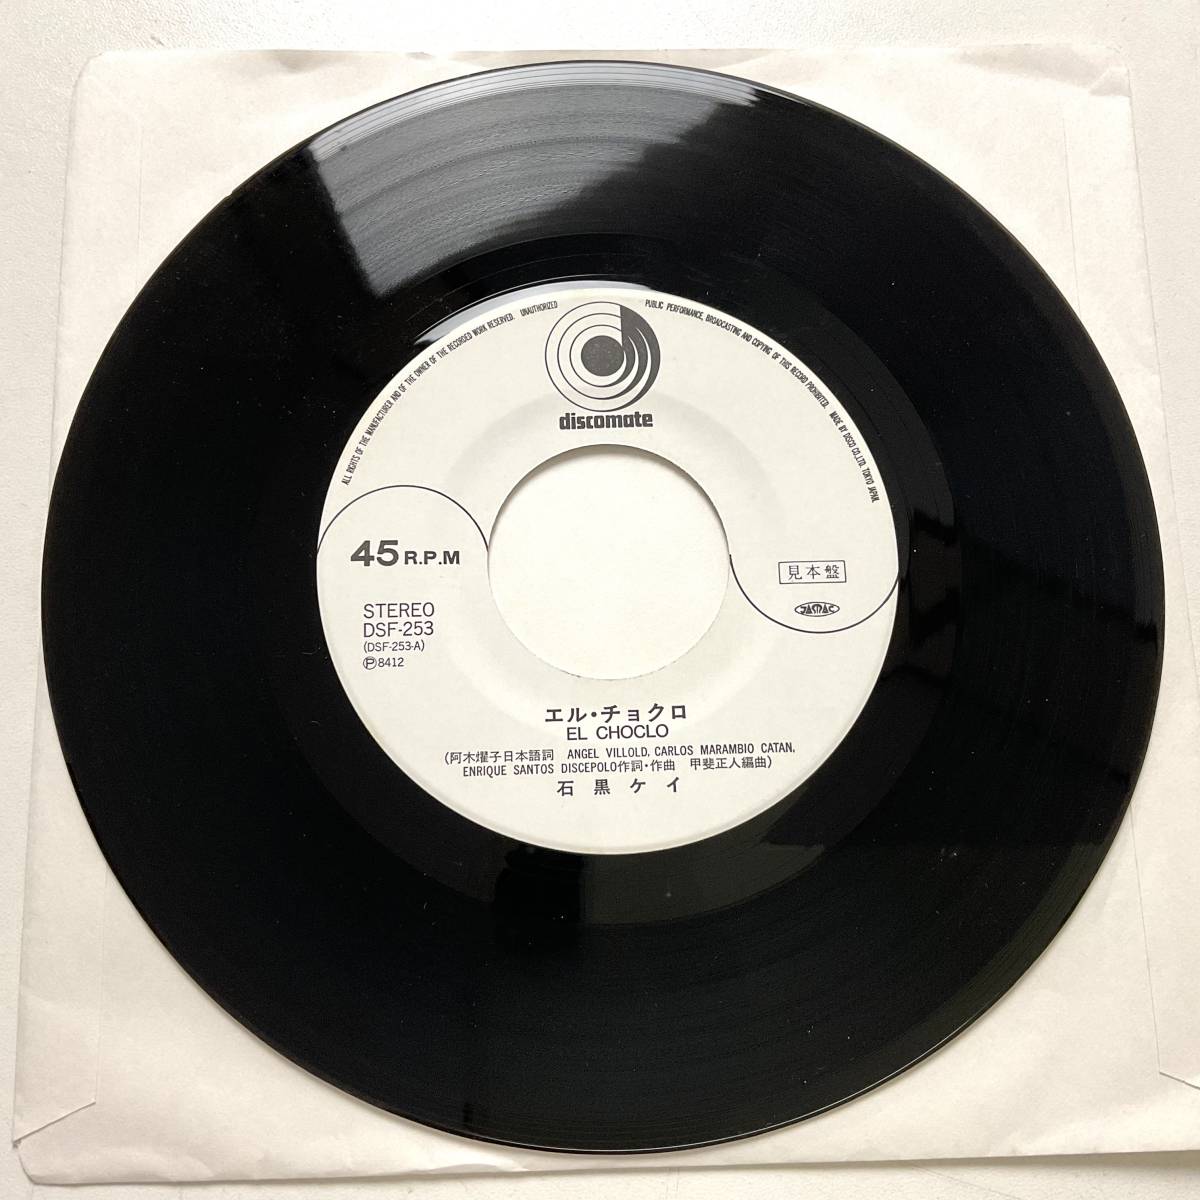 ALL RIGHTS OF THE MANUFACTURER AND OF THE OWNER OF THE RECORDED WORK RESERVED. UNAUTHORIZED PUBLIC PERFORMANCE, BROADCASTING AND COPYING OF THIS RECORD PROHIBITED. MADE BY DISCO CO.,LTD. TOKYO JAPAN.
discomate
45 R.P.M
見本盤
JASRAC
STEREO
DSF-253
(DSF-253-A)
Ⓟ8412
エル・チョクロ
EL CHOCLO
(阿木燿子日本語詞 ANGEL VILLOLD, CARLOS MARAMBIO CATAN,
ENRIQUE SANTOS DISCEPOLO作詞・作曲 甲斐正人編曲)
石黒ケイ